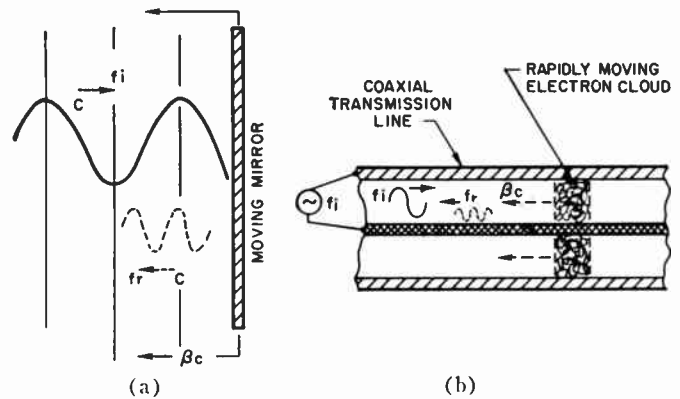 fi
C
MOVING MIRROR
fr
C
βc
(a)
COAXIAL
TRANSMISSION
LINE
RAPIDLY MOVING
ELECTRON CLOUD
fi
fi
fr
βc
(b)